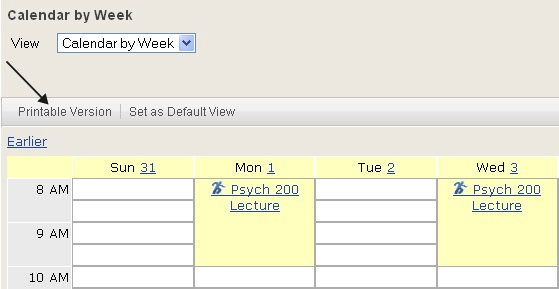 Calendar by Week
View Calendar by Week
Printable Version Set as Default View
Earlier
Sun 31 Mon 1 Tue 2 Wed 3
8 AM Psych 200 Psych 200
Lecture Lecture
9 AM
10 AM